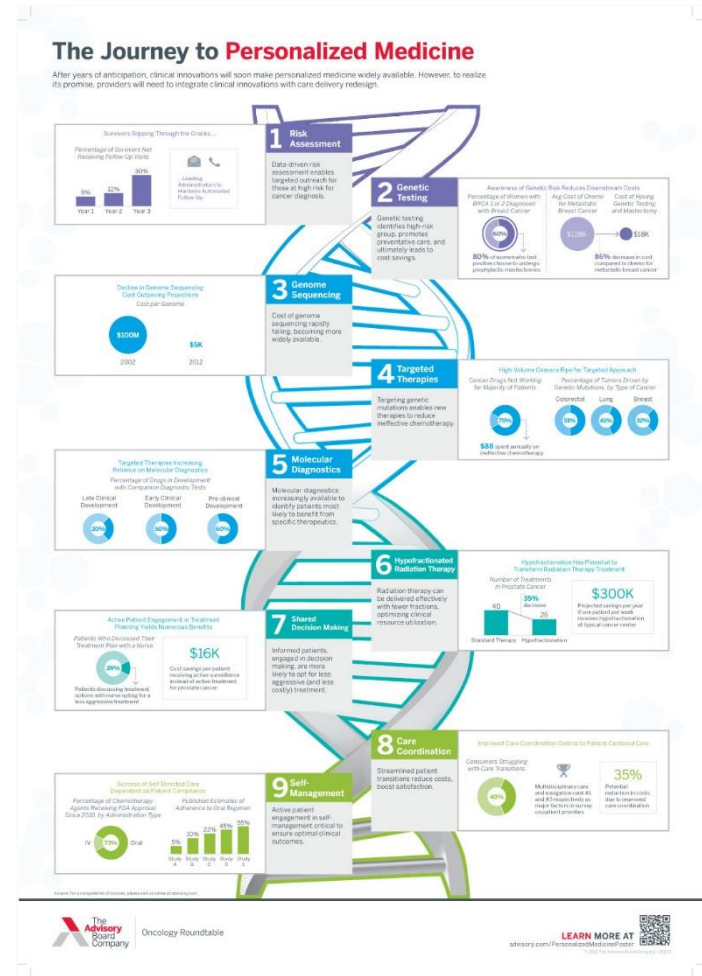 The Journey to Personalized Medicine
After years of anticipation, clinical innovations will soon make personalized medicine widely available. However, to realize
its promise, providers will need to integrate clinical innovations with care delivery redesign.
Survivors Slipping Through the Cracks...
Percentage of Survivors Not
Receiving Follow-Up Visits
9%
12%
30%
Year 1 Year 2 Year 3
...Leading
Administrators to
Hardwire Automated
Follow Up
1 Risk
Assessment
Data-driven risk
assessment enables
targeted outreach for
those at high risk for
cancer diagnosis.
2 Genetic
Testing
Genetic testing
identifies high-risk
group, promotes
preventative care, and
ultimately leads to
cost savings.
Awareness of Genetic Risk Reduces Downstream Costs
Percentage of Women with
BRCA 1 or 2 Diagnosed
with Breast Cancer
60%
80% of women who test
positive choose to undergo
prophylactic mastectomies
Avg Cost of Chemo
for Metastatic
Breast Cancer
Cost of Having
Genetic Testing
and Mastectomy
$18K
86% decrease in cost
compared to chemo for
metastatic breast cancer
Decline in Genome Sequencing
Cost Outpacing Projections
Cost per Genome
$100M
$5K
2002
2012
3 Genome
Sequencing
Cost of genome
sequencing rapidly
falling, becoming more
widely available.
4 Targeted
Therapies
Targeting genetic
mutations enables new
therapies to reduce
ineffective chemotherapy.
High Volume Cancers Ripe for Targeted Approach
Cancer Drugs Not Working
for Majority of Patients
75%
$8B spent annually on
ineffective chemotherapy
Percentage of Tumors Driven by
Genetic Mutations, by Type of Cancer
Colorectal Lung Breast
Targeted Therapies Increasing
Reliance on Molecular Diagnostics
Percentage of Drugs in Development
with Companion Diagnostic Tests
Late Clinical
Development
Early Clinical
Development
Pre-clinical
Development
30%
50%
60%
5 Molecular
Diagnostics
Molecular diagnostics
increasingly available to
identify patients most
likely to benefit from
specific therapeutics.
6 Hypofractionated
Radiation Therapy
Radiation therapy can
be delivered effectively
with fewer fractions,
optimizing clinical
resource utilization.
Hypofractionation Has Potential to
Transform Radiation Therapy Treatment
Number of Treatments
in Prostate Cancer
40
35%
decrease
26
Standard Therapy Hypofractionation
$300K
Projected savings per year
if one patient per week
receives hypofractionation
at typical cancer center
Active Patient Engagement in Treatment
Planning Yields Numerous Benefits
Patients Who Discussed Their
Treatment Plan with a Nurse
Patients discussing treatment
options with nurse opting for a
less aggressive treatment
$16K
Cost savings per patient
receiving active surveillance
instead of active treatment
for prostate cancer
7 Shared
Decision Making
Informed patients,
engaged in decision
making, are more
likely to opt for less
aggressive (and less
costly) treatment.
8 Care
Coordination
Streamlined patient
transitions reduce costs,
boost satisfaction.
Improved Care Coordination Central to Patient Centered Care
Consumers Struggling
with Care Transitions
40%
Multidisciplinary care
and navigation rank #1
and #3 respectively as
major factors in survey
on patient priorities
35%
Potential
reduction in costs
due to improved
care coordination
Success of Self-Directed Care
Dependent on Patient Compliance
Percentage of Chemotherapy
Agents Receiving FDA Approval
Since 2010, by Administration Type
IV
73%
Oral
Published Estimates of
Adherence to Oral Regimen
5% 10% 22% 45% 55%
Study Study Study Study Study
A B C D E
9 Self-
Management
Active patient
engagement in self-
management critical to
ensure optimal clinical
outcomes.
The
Advisory
Board
Company
Oncology Roundtable
LEARN MORE AT
advisory.com/PersonalizedMedicinePoster